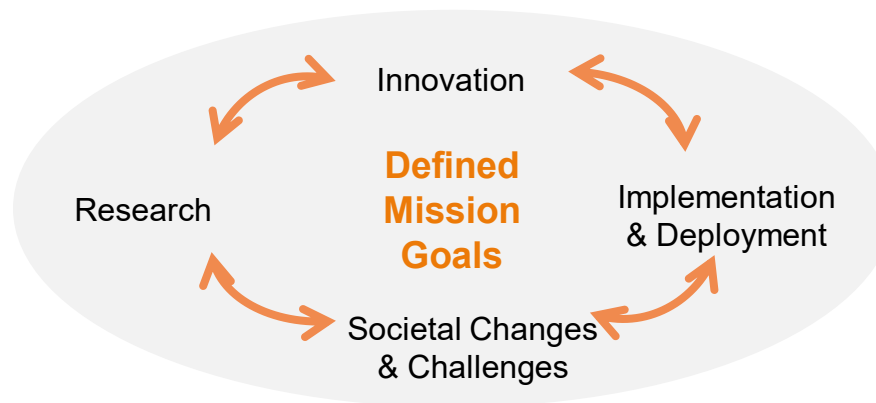 Innovation
Defined
Mission
Goals
Research
Implementation
& Deployment
Societal Changes
& Challenges